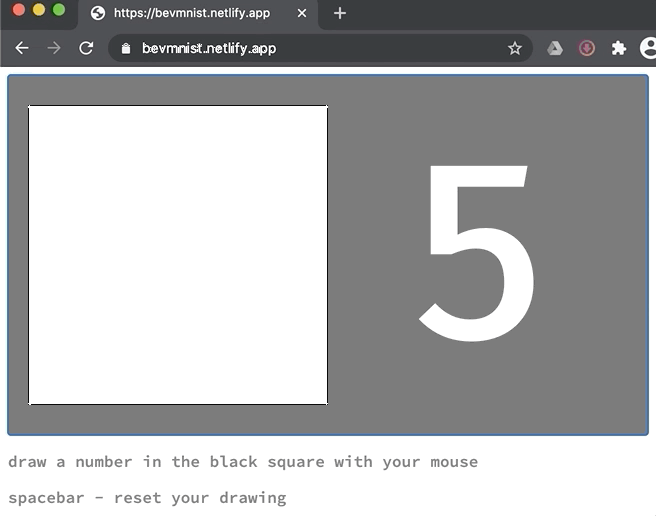 https://bevmnist.netlify.app
bevmnist.netlify.app
5
draw a number in the black square with your mouse
spacebar - reset your drawing